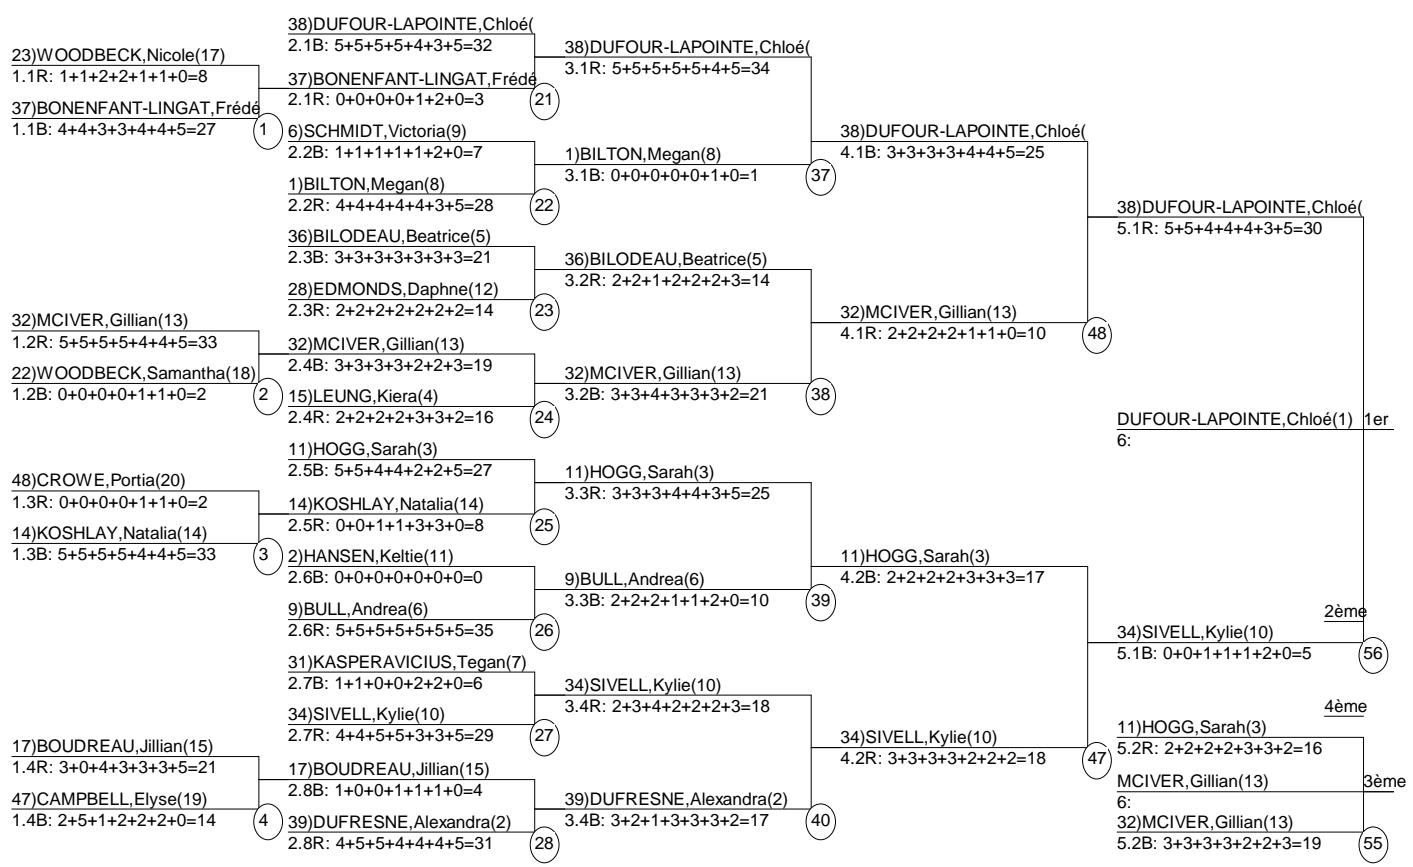 23)WOODBECK,Nicole(17)
1.1R: 1+1+2+2+1+1+0=8
37)BONENFANT-LINGAT,Frédé
1.1B: 4+4+3+3+4+4+5=27
1
32)MCIVER,Gillian(13)
1.2R: 5+5+5+5+4+4+5=33
22)WOODBECK,Samantha(18)
1.2B: 0+0+0+0+1+1+0=2
2
48)CROWE,Portia(20)
1.3R: 0+0+0+0+1+1+0=2
14)KOSHLAY,Natalia(14)
1.3B: 5+5+5+5+4+4+5=33
3
17)BOUDREAU,Jillian(15)
1.4R: 3+0+4+3+3+3+5=21
47)CAMPBELL,Elyse(19)
1.4B: 2+5+1+2+2+2+0=14
4
38)DUFOUR-LAPOINTE,Chloé(
2.1B: 5+5+5+5+4+3+5=32
37)BONENFANT-LINGAT,Frédé
2.1R: 0+0+0+0+1+2+0=3
21
6)SCHMIDT,Victoria(9)
2.2B: 1+1+1+1+1+2+0=7
1)BILTON,Megan(8)
2.2R: 4+4+4+4+4+3+5=28
22
36)BILODEAU,Beatrice(5)
2.3B: 3+3+3+3+3+3+3=21
28)EDMONDS,Daphne(12)
2.3R: 2+2+2+2+2+2+2=14
23
32)MCIVER,Gillian(13)
2.4B: 3+3+3+3+2+2+3=19
15)LEUNG,Kiera(4)
2.4R: 2+2+2+2+3+3+2=16
24
11)HOGG,Sarah(3)
2.5B: 5+5+4+4+2+2+5=27
14)KOSHLAY,Natalia(14)
2.5R: 0+0+1+1+3+3+0=8
25
2)HANSEN,Keltie(11)
2.6B: 0+0+0+0+0+0+0=0
9)BULL,Andrea(6)
2.6R: 5+5+5+5+5+5+5=35
26
31)KASPERAVICIUS,Tegan(7)
2.7B: 1+1+0+0+2+2+0=6
34)SIVELL,Kylie(10)
2.7R: 4+4+5+5+3+3+5=29
27
17)BOUDREAU,Jillian(15)
2.8B: 1+0+0+1+1+1+0=4
39)DUFRESNE,Alexandra(2)
2.8R: 4+5+5+4+4+4+5=31
28
38)DUFOUR-LAPOINTE,Chloé(
3.1R: 5+5+5+5+5+4+5=34
1)BILTON,Megan(8)
3.1B: 0+0+0+0+0+1+0=1
37
36)BILODEAU,Beatrice(5)
3.2R: 2+2+1+2+2+2+3=14
32)MCIVER,Gillian(13)
3.2B: 3+3+4+3+3+3+2=21
38
11)HOGG,Sarah(3)
3.3R: 3+3+3+4+4+3+5=25
9)BULL,Andrea(6)
3.3B: 2+2+2+1+1+2+0=10
39
34)SIVELL,Kylie(10)
3.4R: 2+3+4+2+2+2+3=18
39)DUFRESNE,Alexandra(2)
3.4B: 3+2+1+3+3+3+2=17
40
38)DUFOUR-LAPOINTE,Chloé(
4.1B: 3+3+3+3+4+4+5=25
32)MCIVER,Gillian(13)
4.1R: 2+2+2+2+1+1+0=10
48
11)HOGG,Sarah(3)
4.2B: 2+2+2+2+3+3+3=17
34)SIVELL,Kylie(10)
4.2R: 3+3+3+3+2+2+2=18
47
38)DUFOUR-LAPOINTE,Chloé(
5.1R: 5+5+4+4+4+3+5=30
DUFOUR-LAPOINTE,Chloé(1) 1er
6:
2ème
34)SIVELL,Kylie(10)
5.1B: 0+0+1+1+1+2+0=5
56
4ème
11)HOGG,Sarah(3)
5.2R: 2+2+2+2+3+3+2=16
MCIVER,Gillian(13) 3ème
6:
32)MCIVER,Gillian(13)
5.2B: 3+3+3+3+2+2+3=19
55